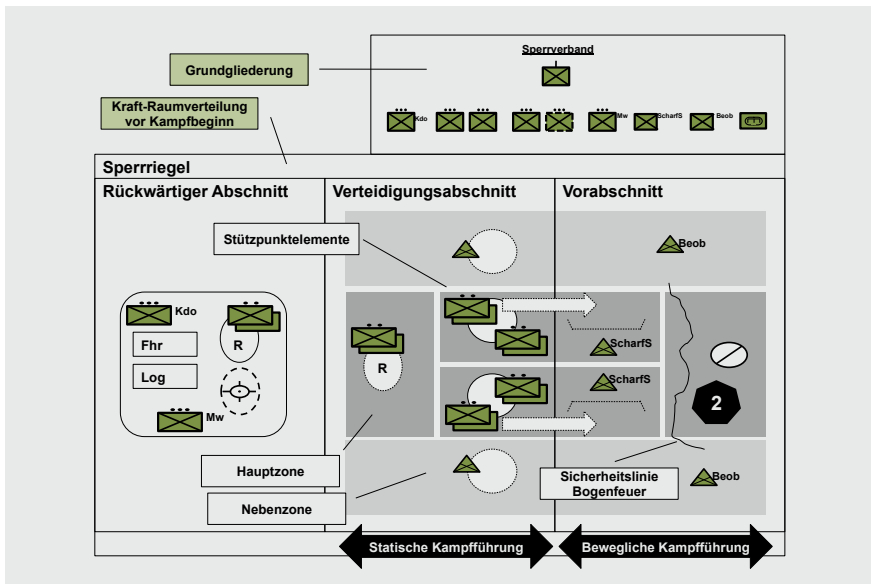 Sperrverband
Grundgliederung
Kraft-Raumverteilung
vor Kampfbeginn
Kdo
Mw
ScharfS
Beob
Sperrriegel
Rückwärtiger Abschnitt
Verteidigungsabschnitt
Vorabschnitt
Stützpunktelemente
Beob
Kdo
Fhr
R
Log
Mw
R
ScharfS
ScharfS
2
Hauptzone
Nebenzone
Sicherheitslinie
Bogenfeuer
Beob
Statische Kampfführung
Bewegliche Kampfführung